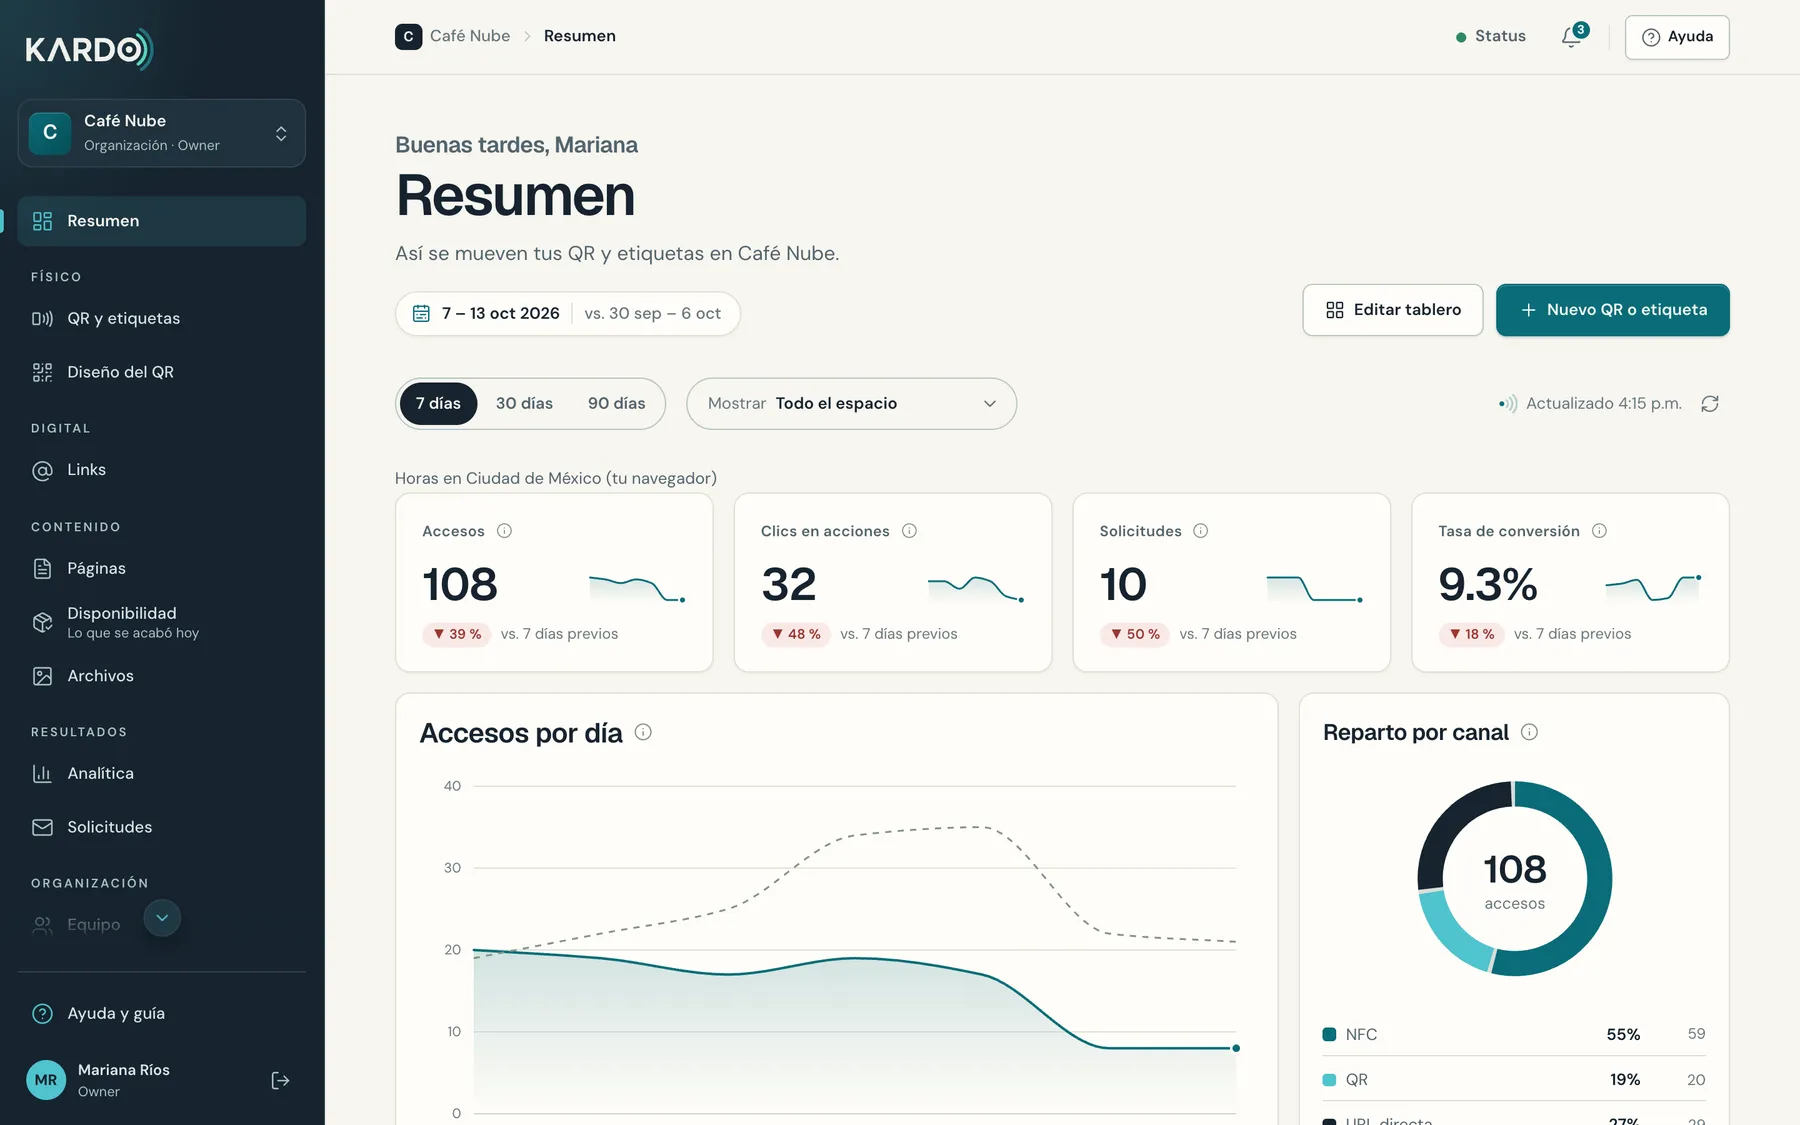 KARDO
C
Café Nube
Organización · Owner
Resumen
FÍSICO
QR y etiquetas
Diseño del QR
DIGITAL
Links
CONTENIDO
Páginas
Disponibilidad
Lo que se acabó hoy
Archivos
RESULTADOS
Analítica
Solicitudes
ORGANIZACIÓN
Equipo
Ayuda y guía
MR
Mariana Ríos
Owner
C Café Nube Resumen
Status
3
Ayuda
Buenas tardes, Mariana
Resumen
Así se mueven tus QR y etiquetas en Café Nube.
7 – 13 oct 2026 vs. 30 sep – 6 oct
Editar tablero
Nuevo QR o etiqueta
7 días 30 días 90 días
Mostrar Todo el espacio
Actualizado 4:15 p.m.
Horas en Ciudad de México (tu navegador)
Accesos
108
▼ 39 % vs. 7 días previos
Clics en acciones
32
▼ 48 % vs. 7 días previos
Solicitudes
10
▼ 50 % vs. 7 días previos
Tasa de conversión
9.3%
▼ 18 % vs. 7 días previos
Accesos por día
40
30
20
10
0
Reparto por canal
108
accesos
NFC 55% 59
QR 19% 20
URL directa 27% 29